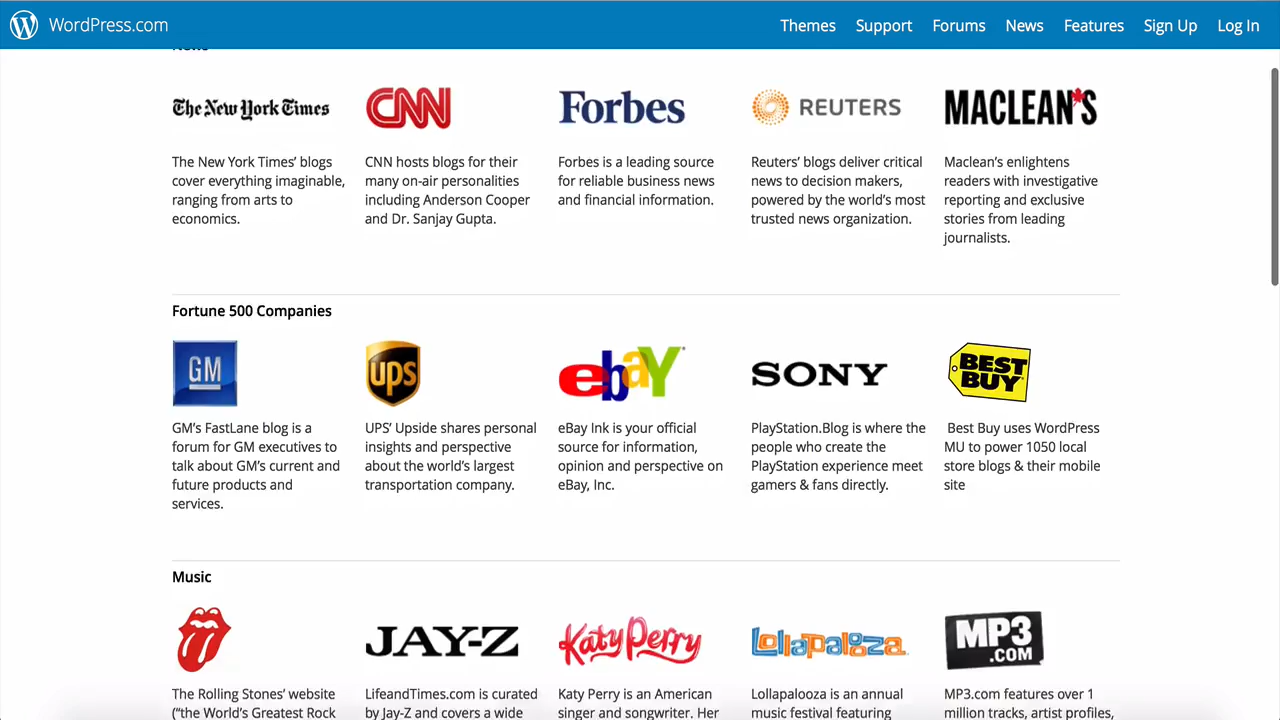 WordPress.com
Themes Support Forums News Features Sign Up Log In
News
The New York Times
CNN
Forbes
REUTERS
MACLEAN'S
The New York Times’ blogs
cover everything imaginable,
ranging from arts to
economics.
CNN hosts blogs for their
many on-air personalities
including Anderson Cooper
and Dr. Sanjay Gupta.
Forbes is a leading source
for reliable business news
and financial information.
Reuters’ blogs deliver critical
news to decision makers,
powered by the world’s most
trusted news organization.
Maclean’s enlightens
readers with investigative
reporting and exclusive
stories from leading
journalists.
Fortune 500 Companies
GM
ups
ebaY
SONY
BEST
BUY
GM’s FastLane blog is a
forum for GM executives to
talk about GM’s current and
future products and
services.
UPS’ Upside shares personal
insights and perspective
about the world’s largest
transportation company.
eBay Ink is your official
source for information,
opinion and perspective on
eBay, Inc.
PlayStation.Blog is where the
people who create the
PlayStation experience meet
gamers & fans directly.
Best Buy uses WordPress
MU to power 1050 local
store blogs & their mobile
site
Music
JAY-Z
Katy Perry
Lollapalooza
MP3
.COM
The Rolling Stones’ website
(“the World’s Greatest Rock
LifeandTimes.com is curated
by Jay-Z and covers a wide
Katy Perry is an American
singer and songwriter. Her
Lollapalooza is an annual
music festival featuring
MP3.com features over 1
million tracks, artist profiles,